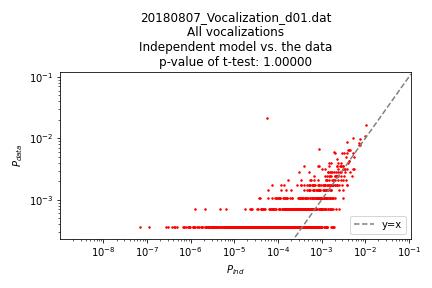 20180807_Vocalization_d01.dat
All vocalizations
Independent model vs. the data
p-value of t-test: 1.00000
10⁻¹
10⁻²
10⁻³
P_data
y=x
10⁻⁸ 10⁻⁷ 10⁻⁶ 10⁻⁵ 10⁻⁴ 10⁻³ 10⁻² 10⁻¹
P_ind